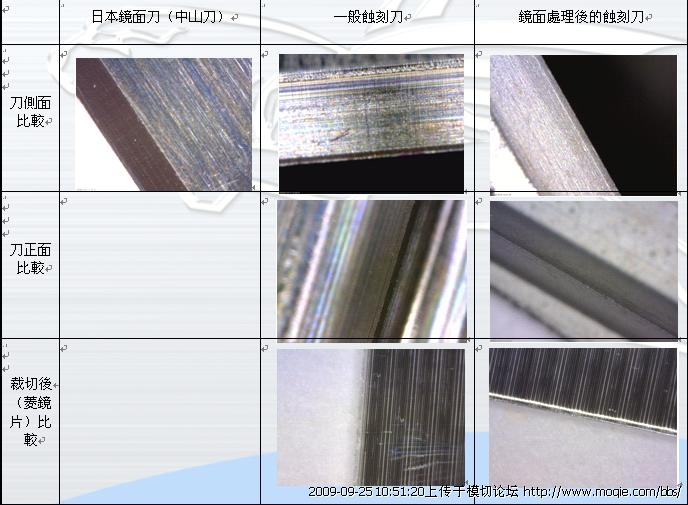 日本鏡面刀（中山刀）
一般蝕刻刀
鏡面處理後的蝕刻刀
刀側面
比較
刀正面
比較
裁切後
（菱鏡
片）比
較
2009-09-25 10:51:20上传于模切论坛 http://www.moqie.com/bbs/